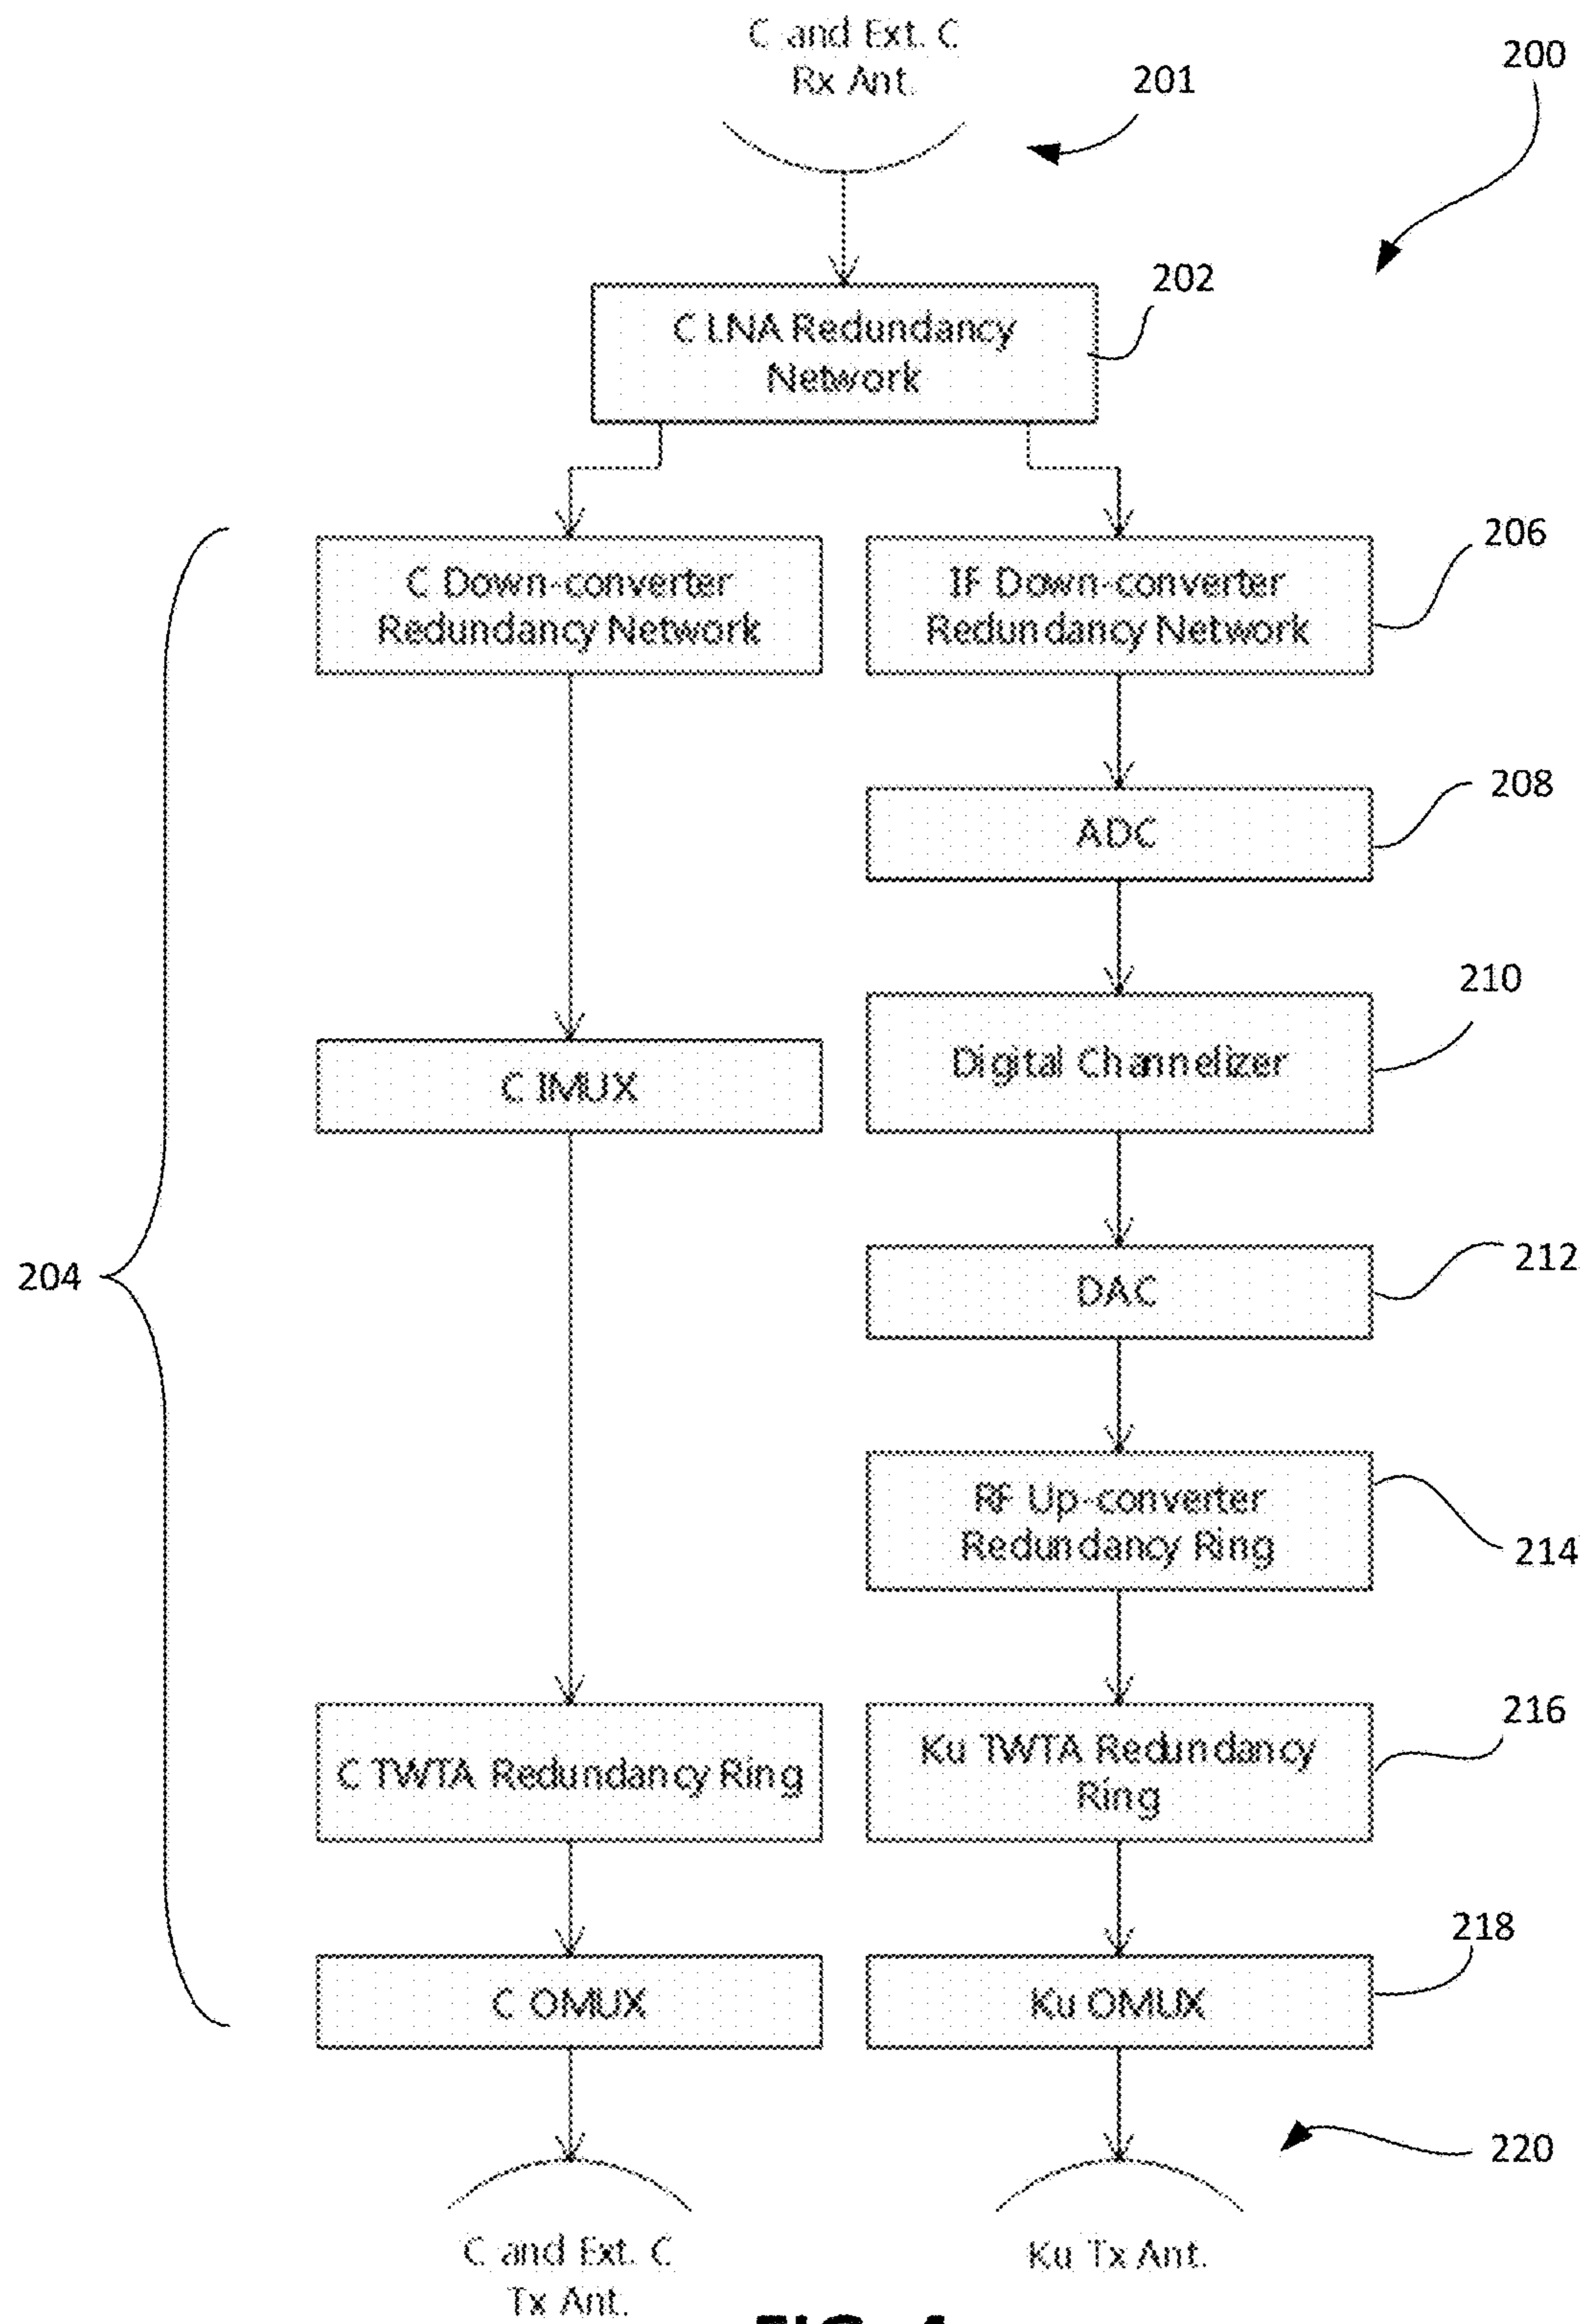 C and Ext. C
Rx Ant.
200
201
202
C LNA Redundancy
Network
206
C Down-converter
Redundancy Network
IF Down-converter
Redundancy Network
208
ADC
210
Digital Channelizer
C IMUX
204
212
DAC
RF Up-converter
Redundancy Ring
214
216
C TWTA Redundancy Ring
Ku TWTA Redundancy
Ring
218
C OMUX
Ku OMUX
220
C and Ext. C
Tx Ant.
Ku Tx Ant.